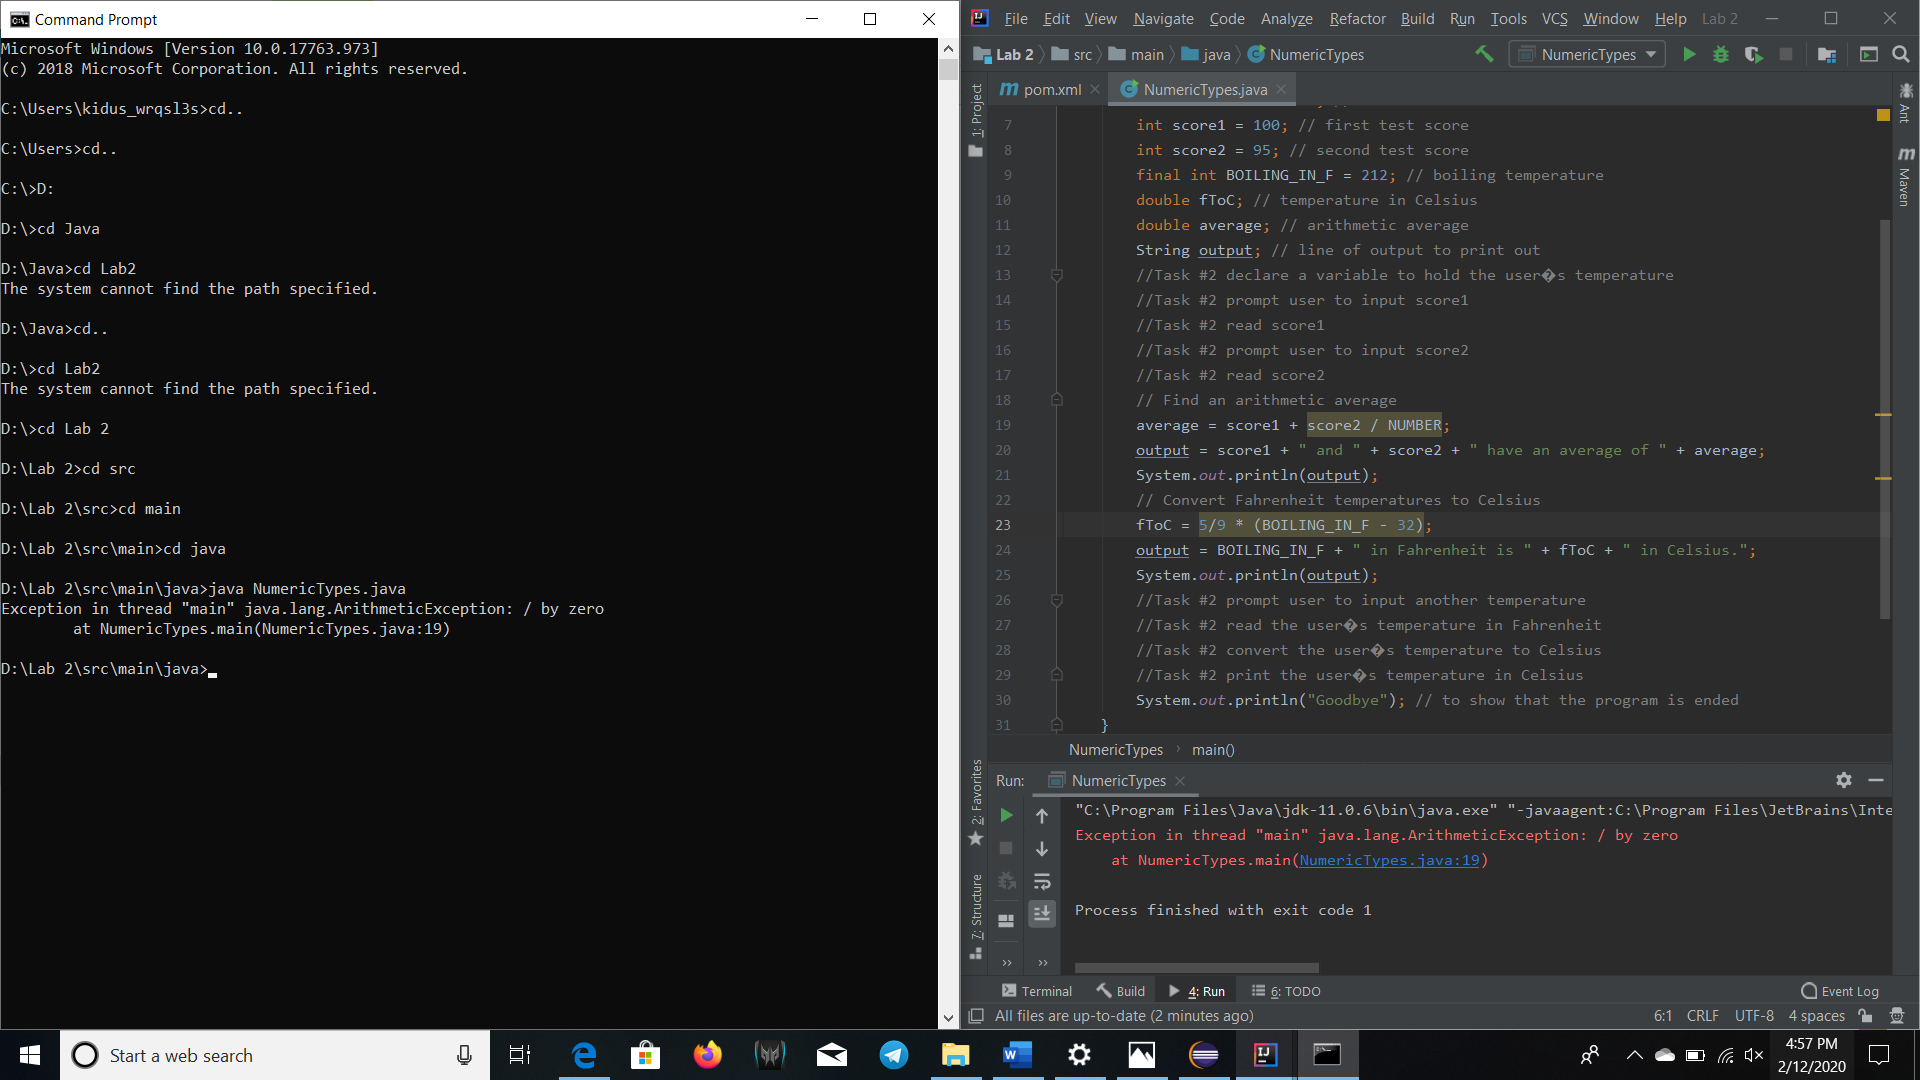 Command Prompt
Microsoft Windows [Version 10.0.17763.973]
(c) 2018 Microsoft Corporation. All rights reserved.
C:\Users\kidus_wrqsl3s>cd..
C:\Users>cd..
C:\>D:
D:\>cd Java
D:\Java>cd Lab2
The system cannot find the path specified.
D:\Java>cd..
D:\>cd Lab2
The system cannot find the path specified.
D:\>cd Lab 2
D:\Lab 2>cd src
D:\Lab 2\src>cd main
D:\Lab 2\src\main>cd java
D:\Lab 2\src\main\java>java NumericTypes.java
Exception in thread "main" java.lang.ArithmeticException: / by zero
        at NumericTypes.main(NumericTypes.java:19)
D:\Lab 2\src\main\java>
File Edit View Navigate Code Analyze Refactor Build Run Tools VCS Window Help Lab 2
Lab 2 src main java NumericTypes NumericTypes
pom.xml NumericTypes.java
1: Project
7 int score1 = 100; // first test score
8 int score2 = 95; // second test score
9 final int BOILING_IN_F = 212; // boiling temperature
10 double fToC; // temperature in Celsius
11 double average; // arithmetic average
12 String output; // line of output to print out
13 //Task #2 declare a variable to hold the user�s temperature
14 //Task #2 prompt user to input score1
15 //Task #2 read score1
16 //Task #2 prompt user to input score2
17 //Task #2 read score2
18 // Find an arithmetic average
19 average = score1 + score2 / NUMBER;
20 output = score1 + " and " + score2 + " have an average of " + average;
21 System.out.println(output);
22 // Convert Fahrenheit temperatures to Celsius
23 fToC = 5/9 * (BOILING_IN_F - 32);
24 output = BOILING_IN_F + " in Fahrenheit is " + fToC + " in Celsius.";
25 System.out.println(output);
26 //Task #2 prompt user to input another temperature
27 //Task #2 read the user�s temperature in Fahrenheit
28 //Task #2 convert the user�s temperature to Celsius
29 //Task #2 print the user�s temperature in Celsius
30 System.out.println("Goodbye"); // to show that the program is ended
31 }
Ant
Maven
NumericTypes › main()
2: Favorites
7: Structure
Run: NumericTypes
"C:\Program Files\Java\jdk-11.0.6\bin\java.exe" "-javaagent:C:\Program Files\JetBrains\Inte
Exception in thread "main" java.lang.ArithmeticException: / by zero
    at NumericTypes.main(NumericTypes.java:19)
Process finished with exit code 1
Terminal Build 4: Run 6: TODO Event Log
All files are up-to-date (2 minutes ago) 6:1 CRLF UTF-8 4 spaces
Start a web search
4:57 PM
2/12/2020